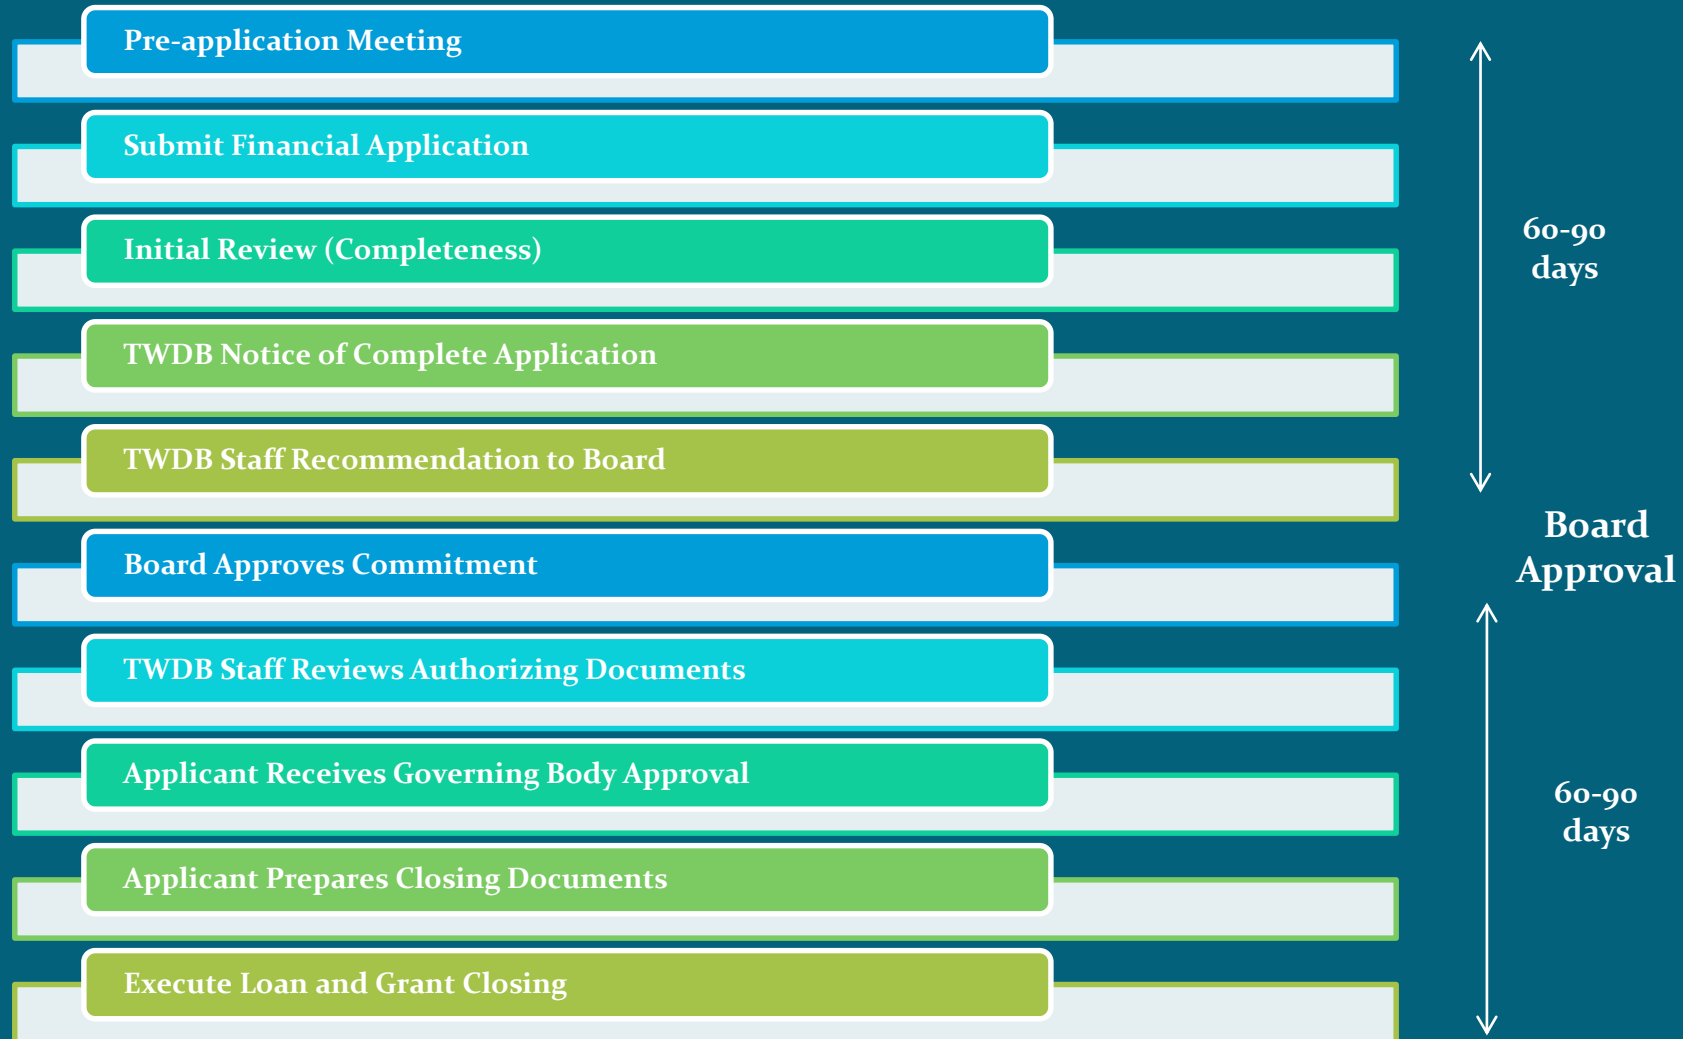 Pre-application Meeting
Submit Financial Application
Initial Review (Completeness)
TWDB Notice of Complete Application
TWDB Staff Recommendation to Board
Board Approves Commitment
TWDB Staff Reviews Authorizing Documents
Applicant Receives Governing Body Approval
Applicant Prepares Closing Documents
Execute Loan and Grant Closing
60-90
days
Board
Approval
60-90
days